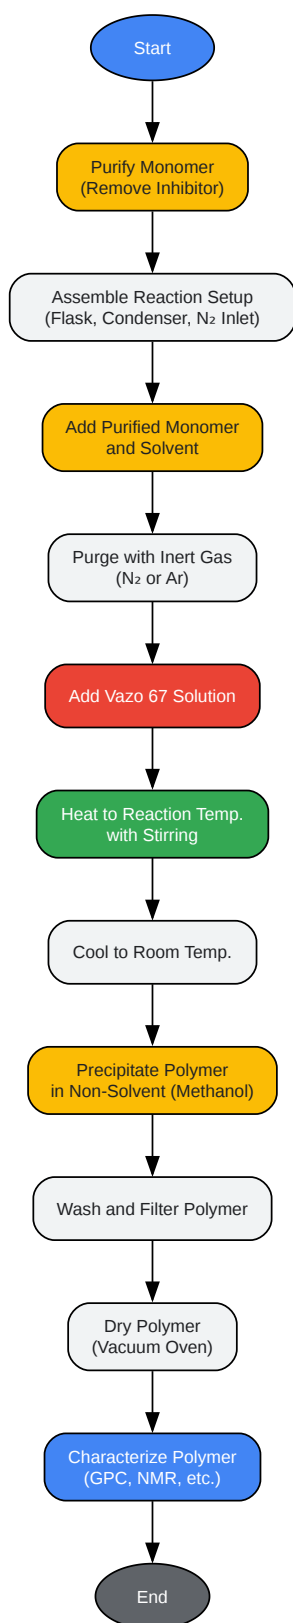 Start
Purify Monomer
(Remove Inhibitor)
Assemble Reaction Setup
(Flask, Condenser, N₂ Inlet)
Add Purified Monomer
and Solvent
Purge with Inert Gas
(N₂ or Ar)
Add Vazo 67 Solution
Heat to Reaction Temp.
with Stirring
Cool to Room Temp.
Precipitate Polymer
in Non-Solvent (Methanol)
Wash and Filter Polymer
Dry Polymer
(Vacuum Oven)
Characterize Polymer
(GPC, NMR, etc.)
End